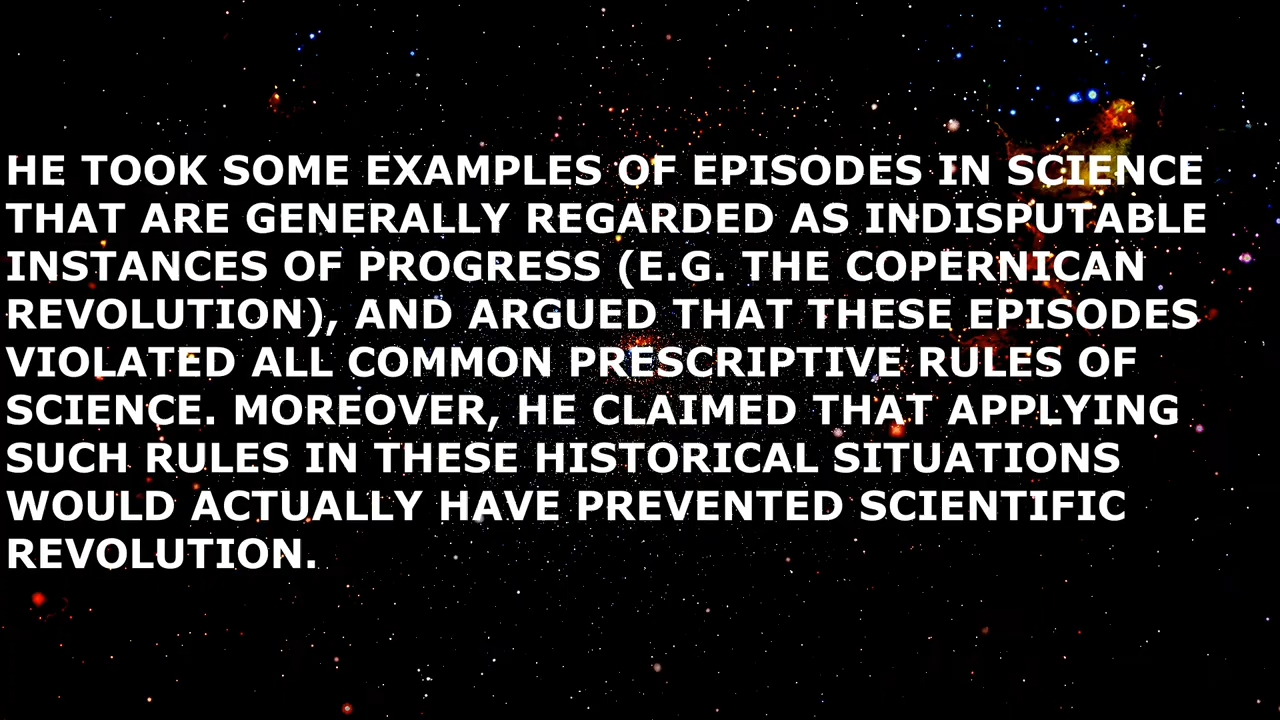 HE TOOK SOME EXAMPLES OF EPISODES IN SCIENCE
THAT ARE GENERALLY REGARDED AS INDISPUTABLE
INSTANCES OF PROGRESS (E.G. THE COPERNICAN
REVOLUTION), AND ARGUED THAT THESE EPISODES
VIOLATED ALL COMMON PRESCRIPTIVE RULES OF
SCIENCE. MOREOVER, HE CLAIMED THAT APPLYING
SUCH RULES IN THESE HISTORICAL SITUATIONS
WOULD ACTUALLY HAVE PREVENTED SCIENTIFIC
REVOLUTION.